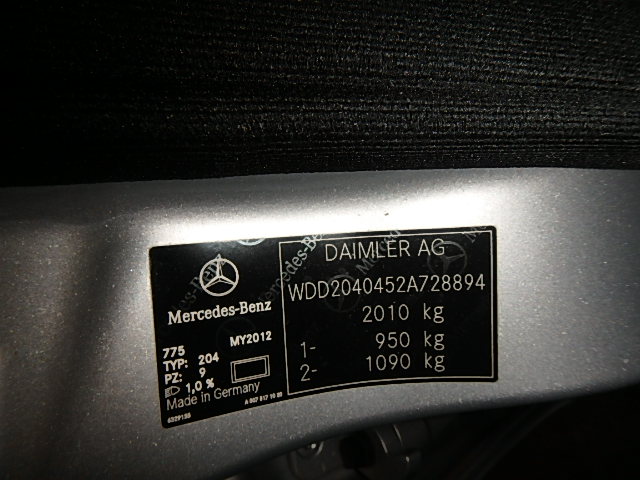 Mercedes-Benz
775 MY2012
TYP: 204
PZ: 9
1,0 %
Made in Germany
DAIMLER AG
WDD2040452A728894
2010 kg
1- 950 kg
2- 1090 kg